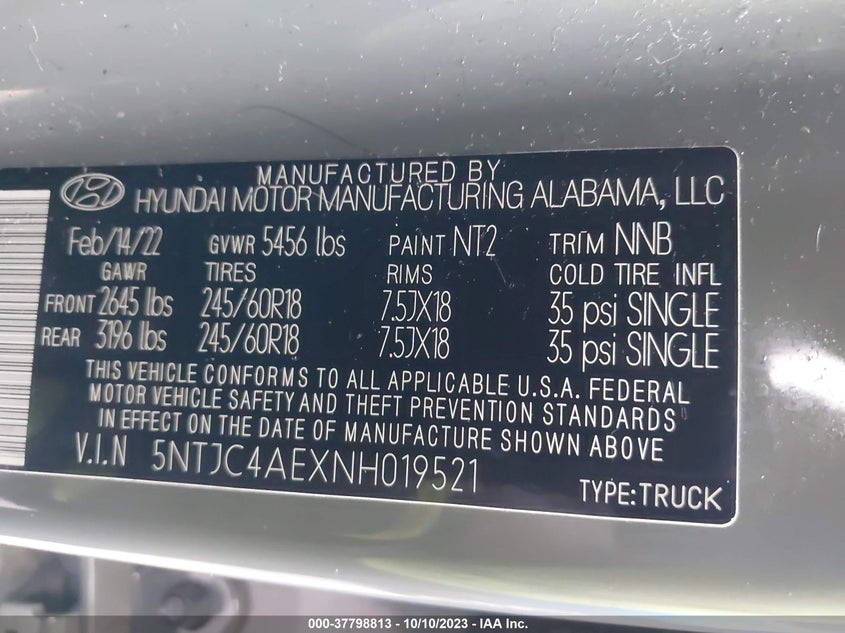 MANUFACTURED BY
HYUNDAI MOTOR MANUFACTURING ALABAMA, LLC
Feb/14/22 GVWR 5456 lbs PAINT NT2 TRIM NNB
GAWR TIRES RIMS COLD TIRE INFL
FRONT 2645 lbs 245/60R18 7.5JX18 35 psi SINGLE
REAR 3196 lbs 245/60R18 7.5JX18 35 psi SINGLE
THIS VEHICLE CONFORMS TO ALL APPLICABLE U.S.A. FEDERAL
MOTOR VEHICLE SAFETY AND THEFT PREVENTION STANDARDS
IN EFFECT ON THE DATE OF MANUFACTURE SHOWN ABOVE
V.I.N 5NTJC4AEXNH019521
TYPE:TRUCK
000-37798813 - 10/10/2023 - IAA Inc.